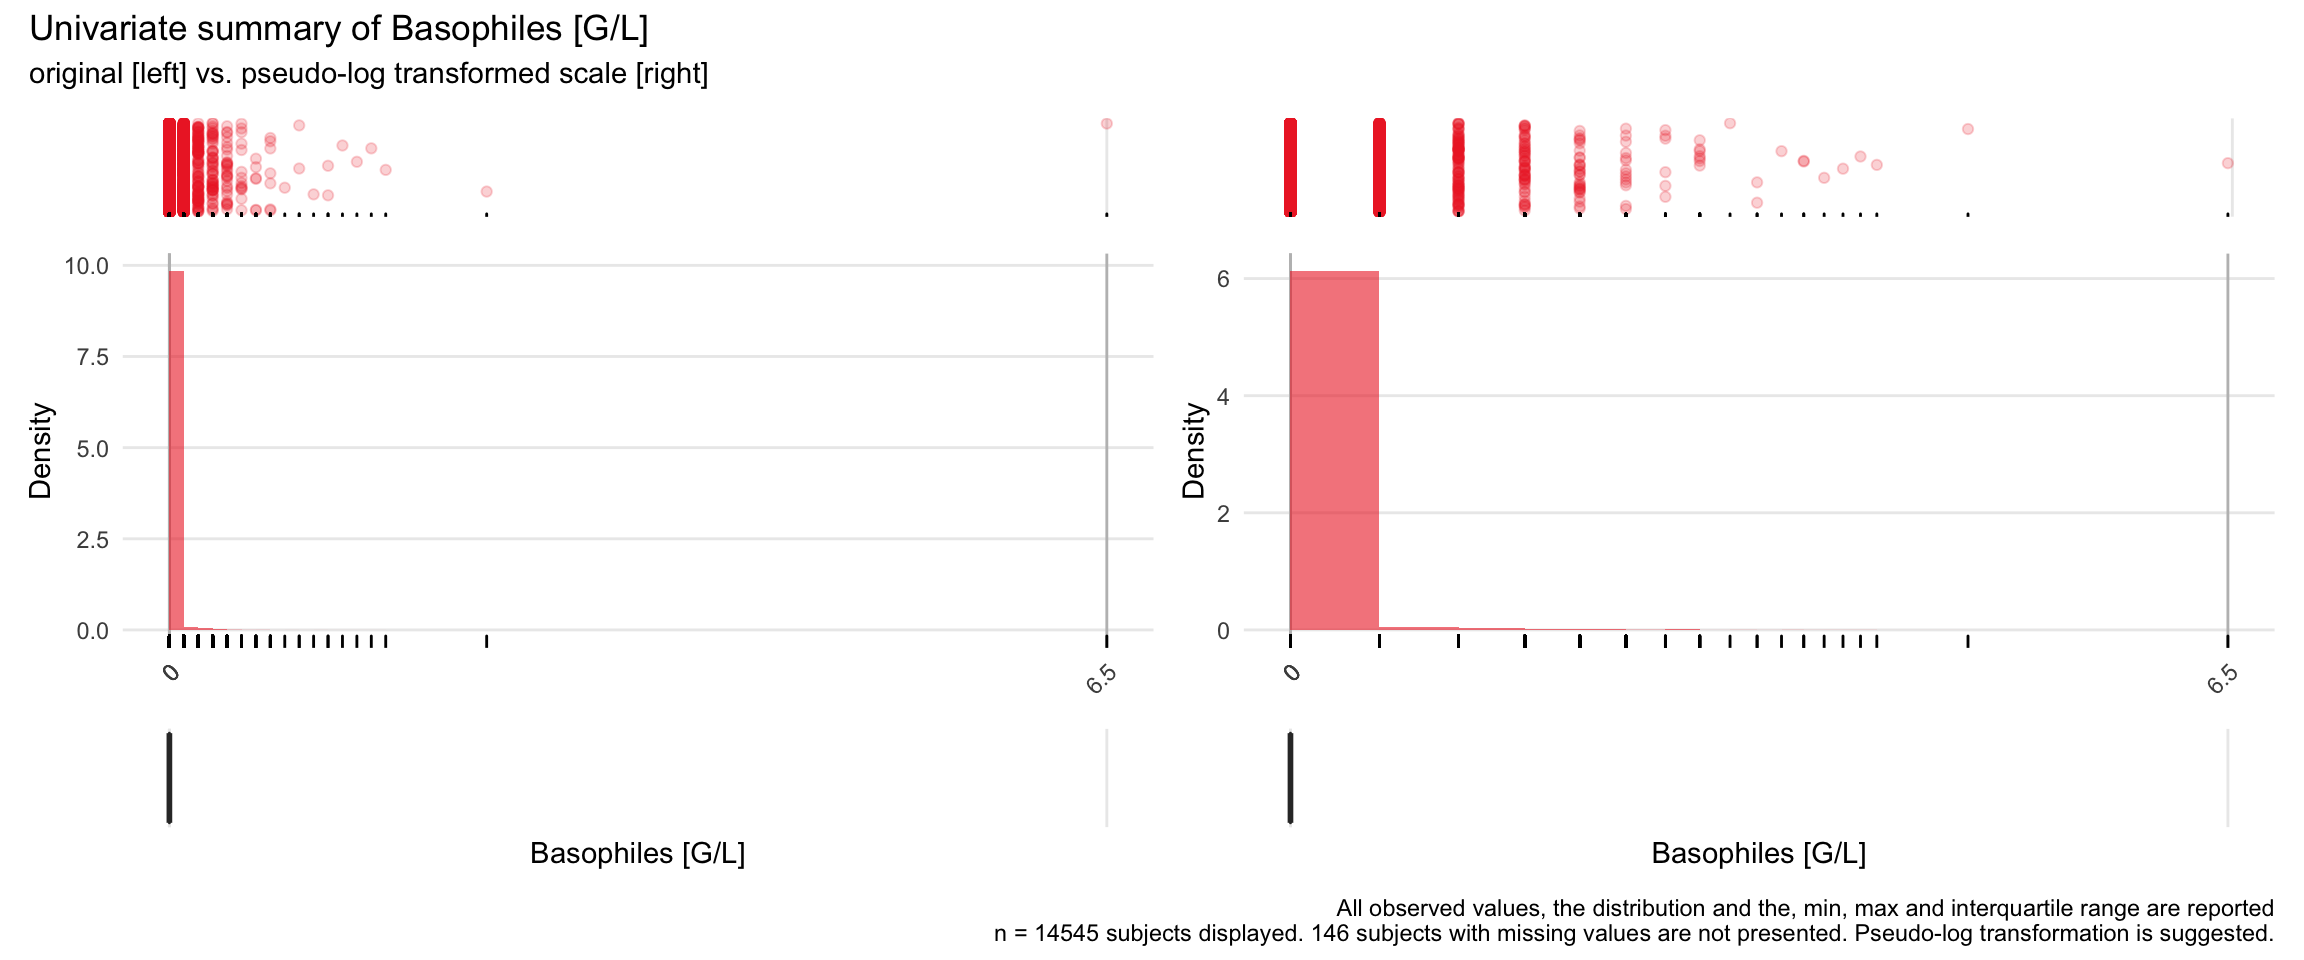 Univariate summary of Basophiles [G/L]
original [left] vs. pseudo-log transformed scale [right]
10.0
7.5
5.0
2.5
0.0
Density
0
6.5
Basophiles [G/L]
6
4
2
0
Density
0
6.5
Basophiles [G/L]
All observed values, the distribution and the, min, max and interquartile range are reported
n = 14545 subjects displayed. 146 subjects with missing values are not presented. Pseudo-log transformation is suggested.